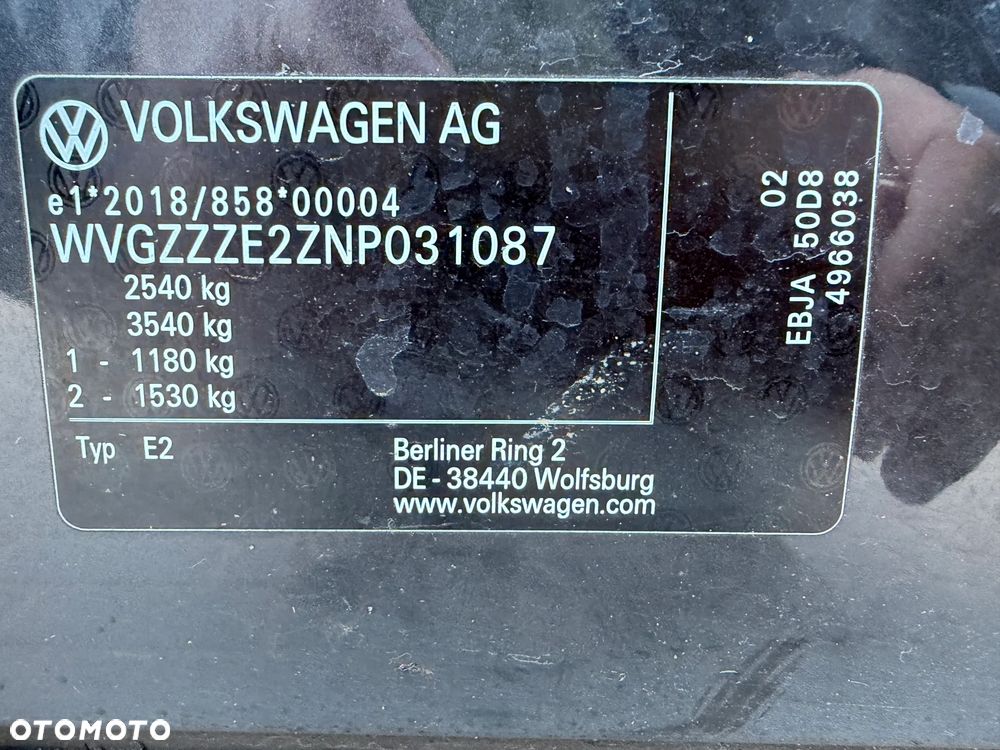 VOLKSWAGEN AG
e1*2018/858*00004
WVGZZZE2ZNP031087
2540 kg
3540 kg
1 - 1180 kg
2 - 1530 kg
Typ E2
Berliner Ring 2
DE - 38440 Wolfsburg
www.volkswagen.com
02
EBJA 50D8
4966038
OTOMOTO